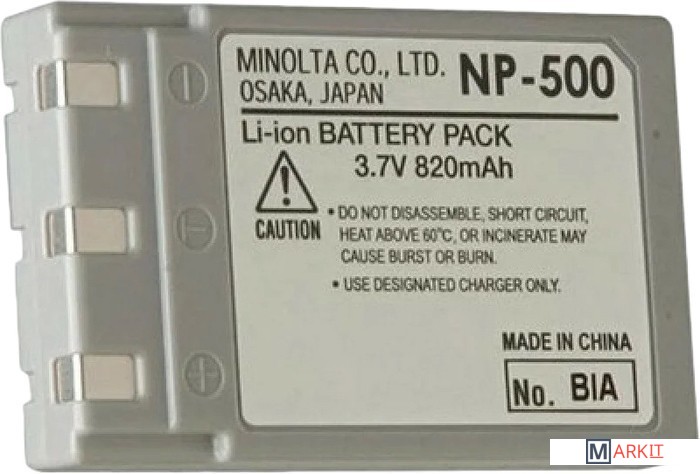 MINOLTA CO., LTD. NP-500
OSAKA, JAPAN
Li-ion BATTERY PACK
3.7V 820mAh
CAUTION
• DO NOT DISASSEMBLE, SHORT CIRCUIT,
HEAT ABOVE 60°C, OR INCINERATE MAY
CAUSE BURST OR BURN.
• USE DESIGNATED CHARGER ONLY.
MADE IN CHINA
No. BIA
MARKIT